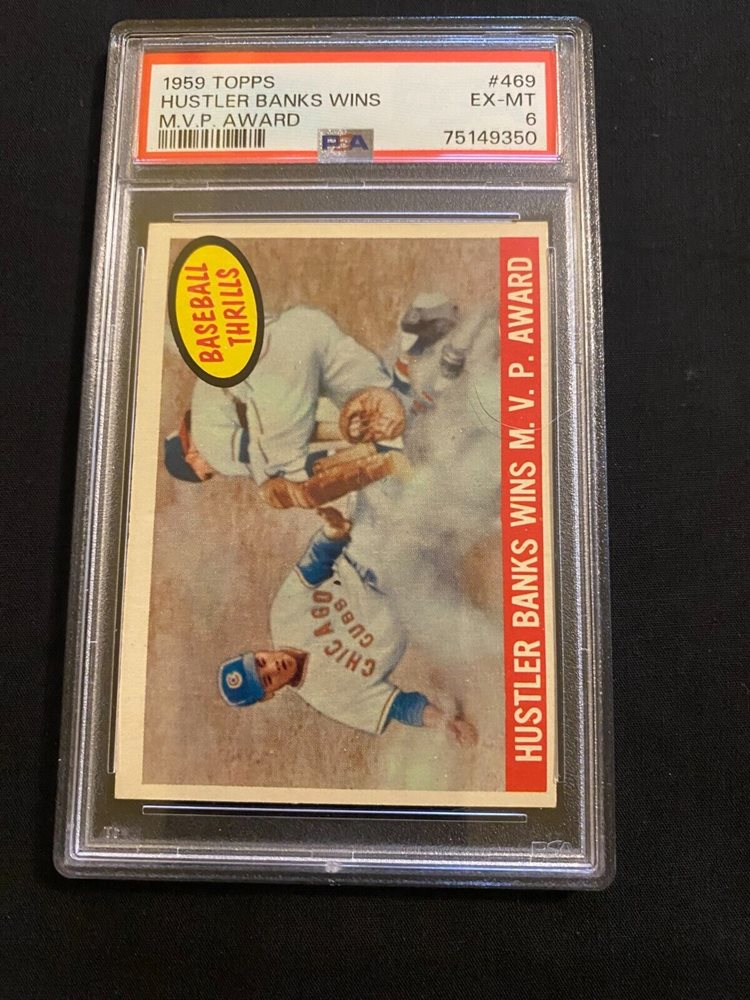 1959 TOPPS #469
HUSTLER BANKS WINS EX-MT
M.V.P. AWARD 6
PSA 75149350
BASEBALL
THRILLS
CHICAGO
CUBS
HUSTLER BANKS WINS M. V. P. AWARD
PSA